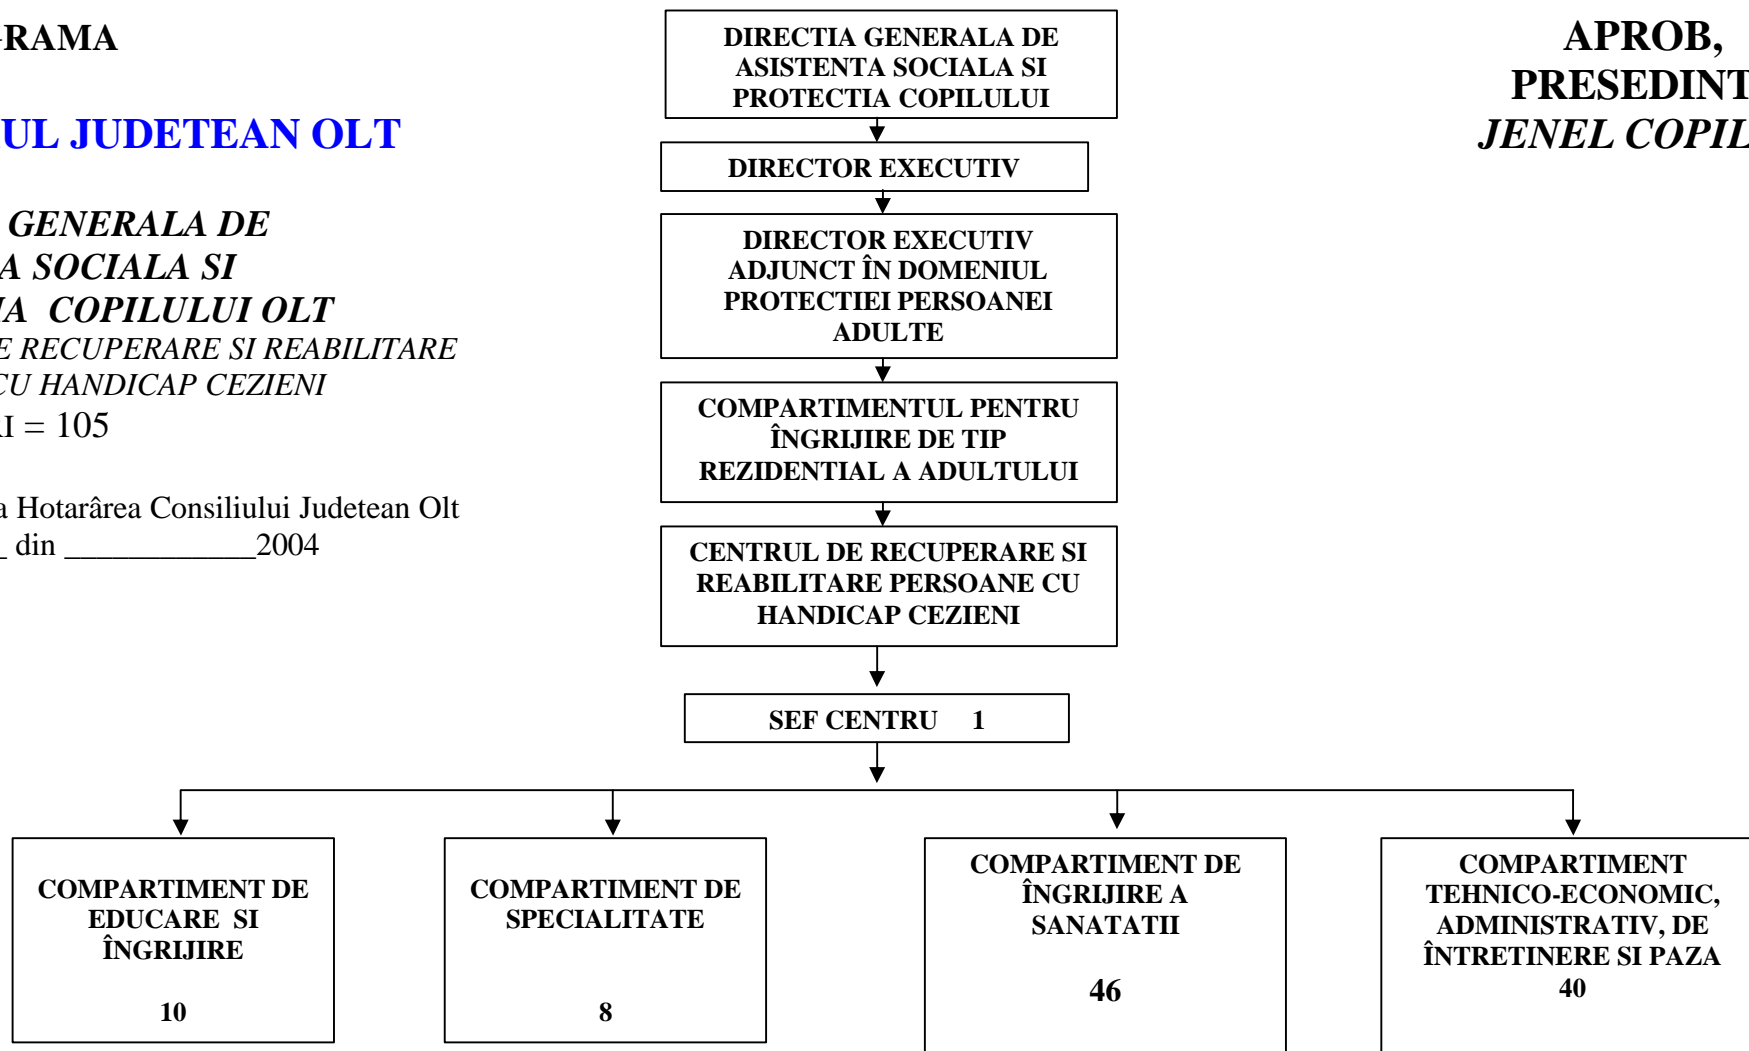 GRAMA
UL JUDETEAN OLT
GENERALA DE
A SOCIALA SI
IA COPILULUI OLT
E RECUPERARE SI REABILITARE
CU HANDICAP CEZIENI
RI = 105
a Hotarârea Consiliului Judetean Olt
_ din ____________2004
APROB,
PRESEDINT
JENEL COPIL
DIRECTIA GENERALA DE
ASISTENTA SOCIALA SI
PROTECTIA COPILULUI
DIRECTOR EXECUTIV
DIRECTOR EXECUTIV
ADJUNCT ÎN DOMENIUL
PROTECTIEI PERSOANEI
ADULTE
COMPARTIMENTUL PENTRU
ÎNGRIJIRE DE TIP
REZIDENTIAL A ADULTULUI
CENTRUL DE RECUPERARE SI
REABILITARE PERSOANE CU
HANDICAP CEZIENI
SEF CENTRU 1
COMPARTIMENT DE
EDUCARE SI
ÎNGRIJIRE
10
COMPARTIMENT DE
SPECIALITATE
8
COMPARTIMENT DE
ÎNGRIJIRE A
SANATATII
46
COMPARTIMENT
TEHNICO-ECONOMIC,
ADMINISTRATIV, DE
ÎNTRETINERE SI PAZA
40